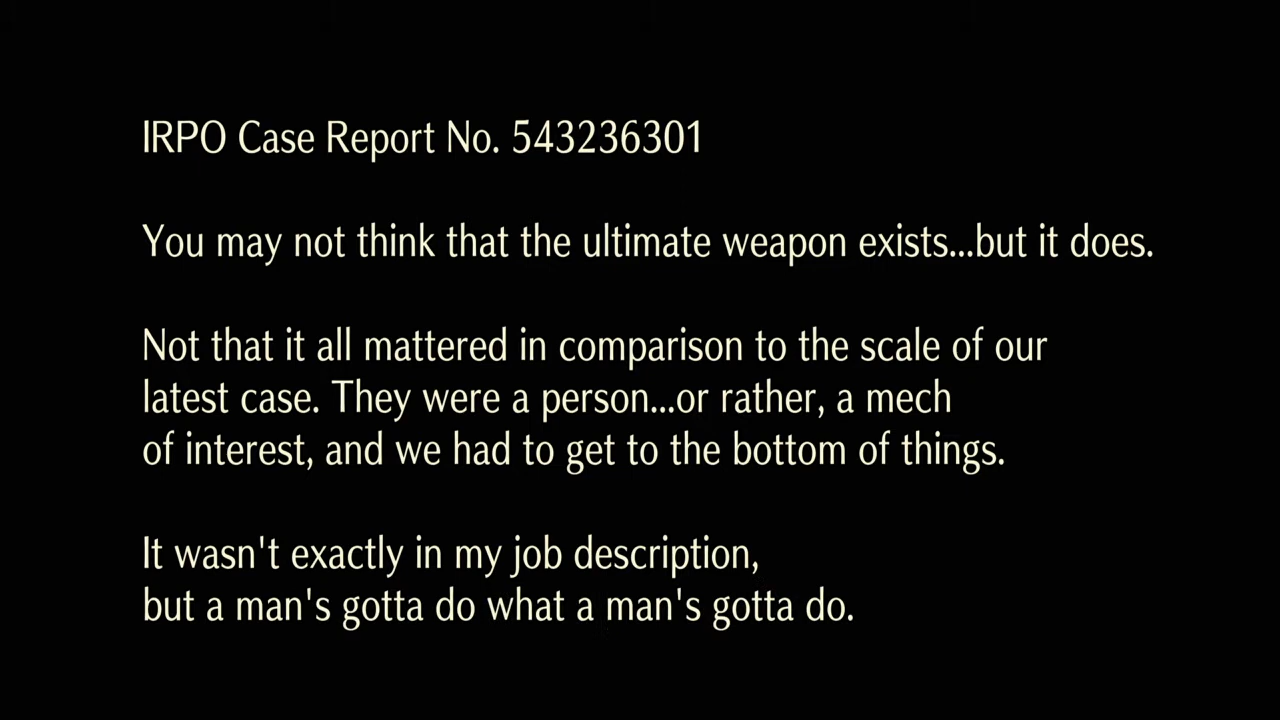 IRPO Case Report No. 543236301
You may not think that the ultimate weapon exists...but it does.
Not that it all mattered in comparison to the scale of our
latest case. They were a person...or rather, a mech
of interest, and we had to get to the bottom of things.
It wasn't exactly in my job description,
but a man's gotta do what a man's gotta do.